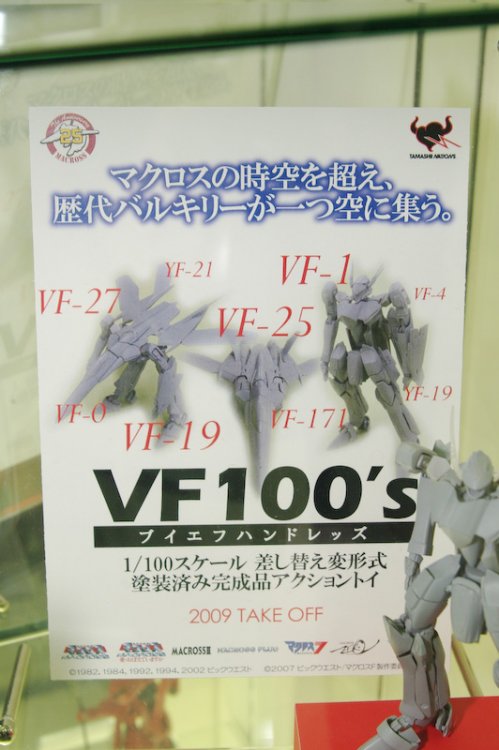 25
MACROSS
TAMASHII NATIONS
マクロスの時空を超え、
歴代バルキリーが一つ空に集う。
YF-21
VF-1
VF-27
VF-4
VF-25
VF-0
YF-19
VF-19
VF-171
VF100's
ブイエフハンドレッズ
1/100スケール 差し替え変形式
塗装済み完成品アクショントイ
2009 TAKE OFF
MACROSSⅡ MACROSS PLUS マクロス7 ZERO
©1982,1984,1992,1994,2002 ビックウエスト ©2007 ビックウエスト/マクロスF製作委員